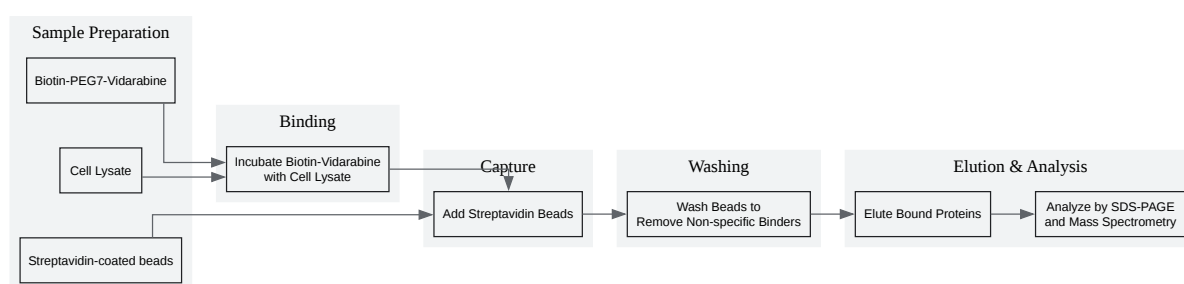 Sample Preparation
Biotin-PEG7-Vidarabine
Cell Lysate
Streptavidin-coated beads
Binding
Incubate Biotin-Vidarabine
with Cell Lysate
Capture
Add Streptavidin Beads
Washing
Wash Beads to
Remove Non-specific Binders
Elution & Analysis
Elute Bound Proteins
Analyze by SDS-PAGE
and Mass Spectrometry